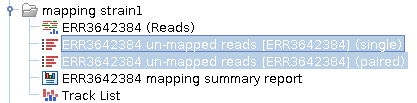 mapping strain1
ERR3642384 (Reads)
ERR3642384 un-mapped reads [ERR3642384] (single)
ERR3642384 un-mapped reads [ERR3642384] (paired)
ERR3642384 mapping summary report
Track List